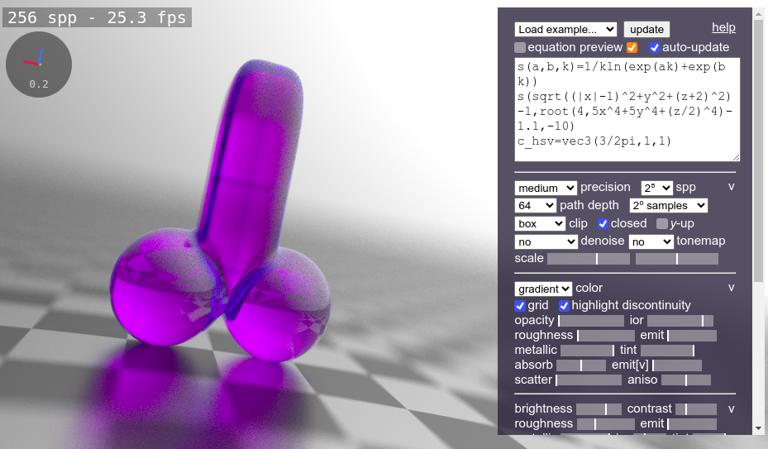 256 spp - 25.3 fps
0.2
Load example...
update
help
equation preview
auto-update
s(a,b,k)=1/kln(exp(ak)+exp(b
k))
s(sqrt((|x|-1)^2+y^2+(z+2)^2)
-1,root(4,5x^4+5y^4+(z/2)^4)-
1.1,-10)
c_hsv=vec3(3/2pi,1,1)
medium precision 2⁸ spp v
64 path depth 2⁰ samples
box clip closed y-up
no denoise no tonemap
scale
gradient color v
grid highlight discontinuity
opacity ior
roughness emit
metallic tint
absorb emit[v]
scatter aniso
brightness contrast v
roughness emit